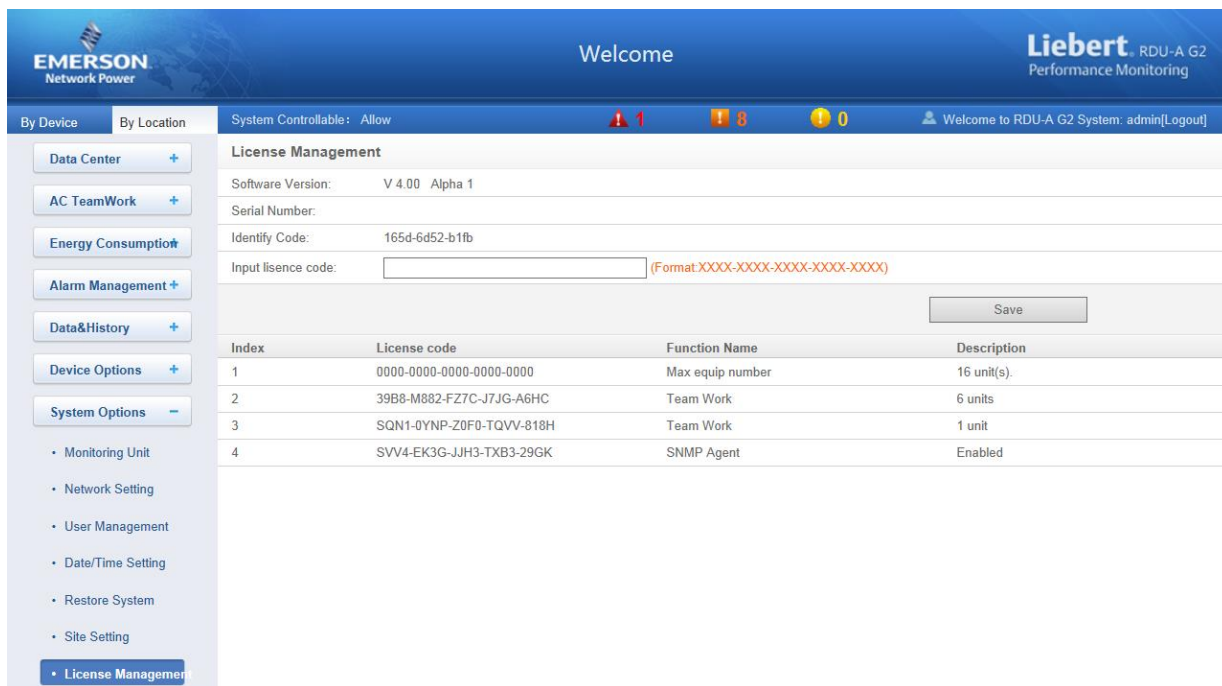 EMERSON
Network Power
Welcome
Liebert. RDU-A G2
Performance Monitoring
By Device By Location
System Controllable: Allow 1 8 0 Welcome to RDU-A G2 System: admin[Logout]
Data Center +
AC TeamWork +
Energy Consumption +
Alarm Management +
Data&History +
Device Options +
System Options −
• Monitoring Unit
• Network Setting
• User Management
• Date/Time Setting
• Restore System
• Site Setting
• License Managemen
License Management
Software Version: V 4.00 Alpha 1
Serial Number:
Identify Code: 165d-6d52-b1fb
Input lisence code: (Format:XXXX-XXXX-XXXX-XXXX-XXXX)
Save
Index License code Function Name Description
1 0000-0000-0000-0000-0000 Max equip number 16 unit(s).
2 39B8-M882-FZ7C-J7JG-A6HC Team Work 6 units
3 SQN1-0YNP-Z0F0-TQVV-818H Team Work 1 unit
4 SVV4-EK3G-JJH3-TXB3-29GK SNMP Agent Enabled